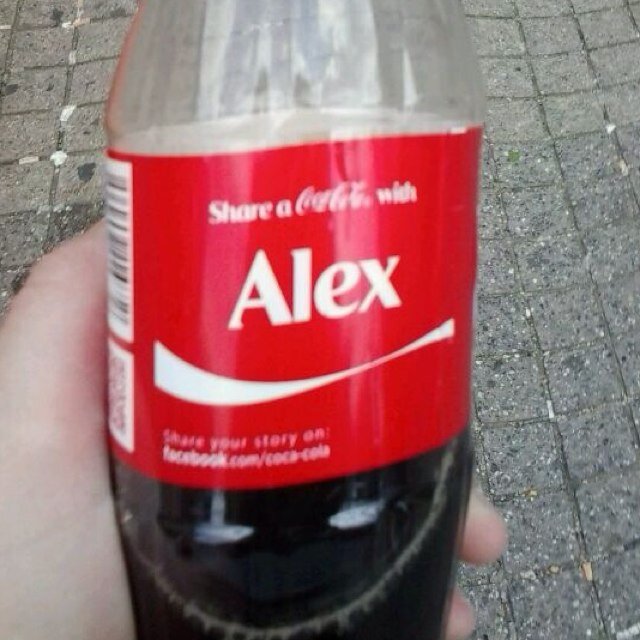 Share a Coca-Cola with
Alex
Share your story on:
facebook.com/coca-cola